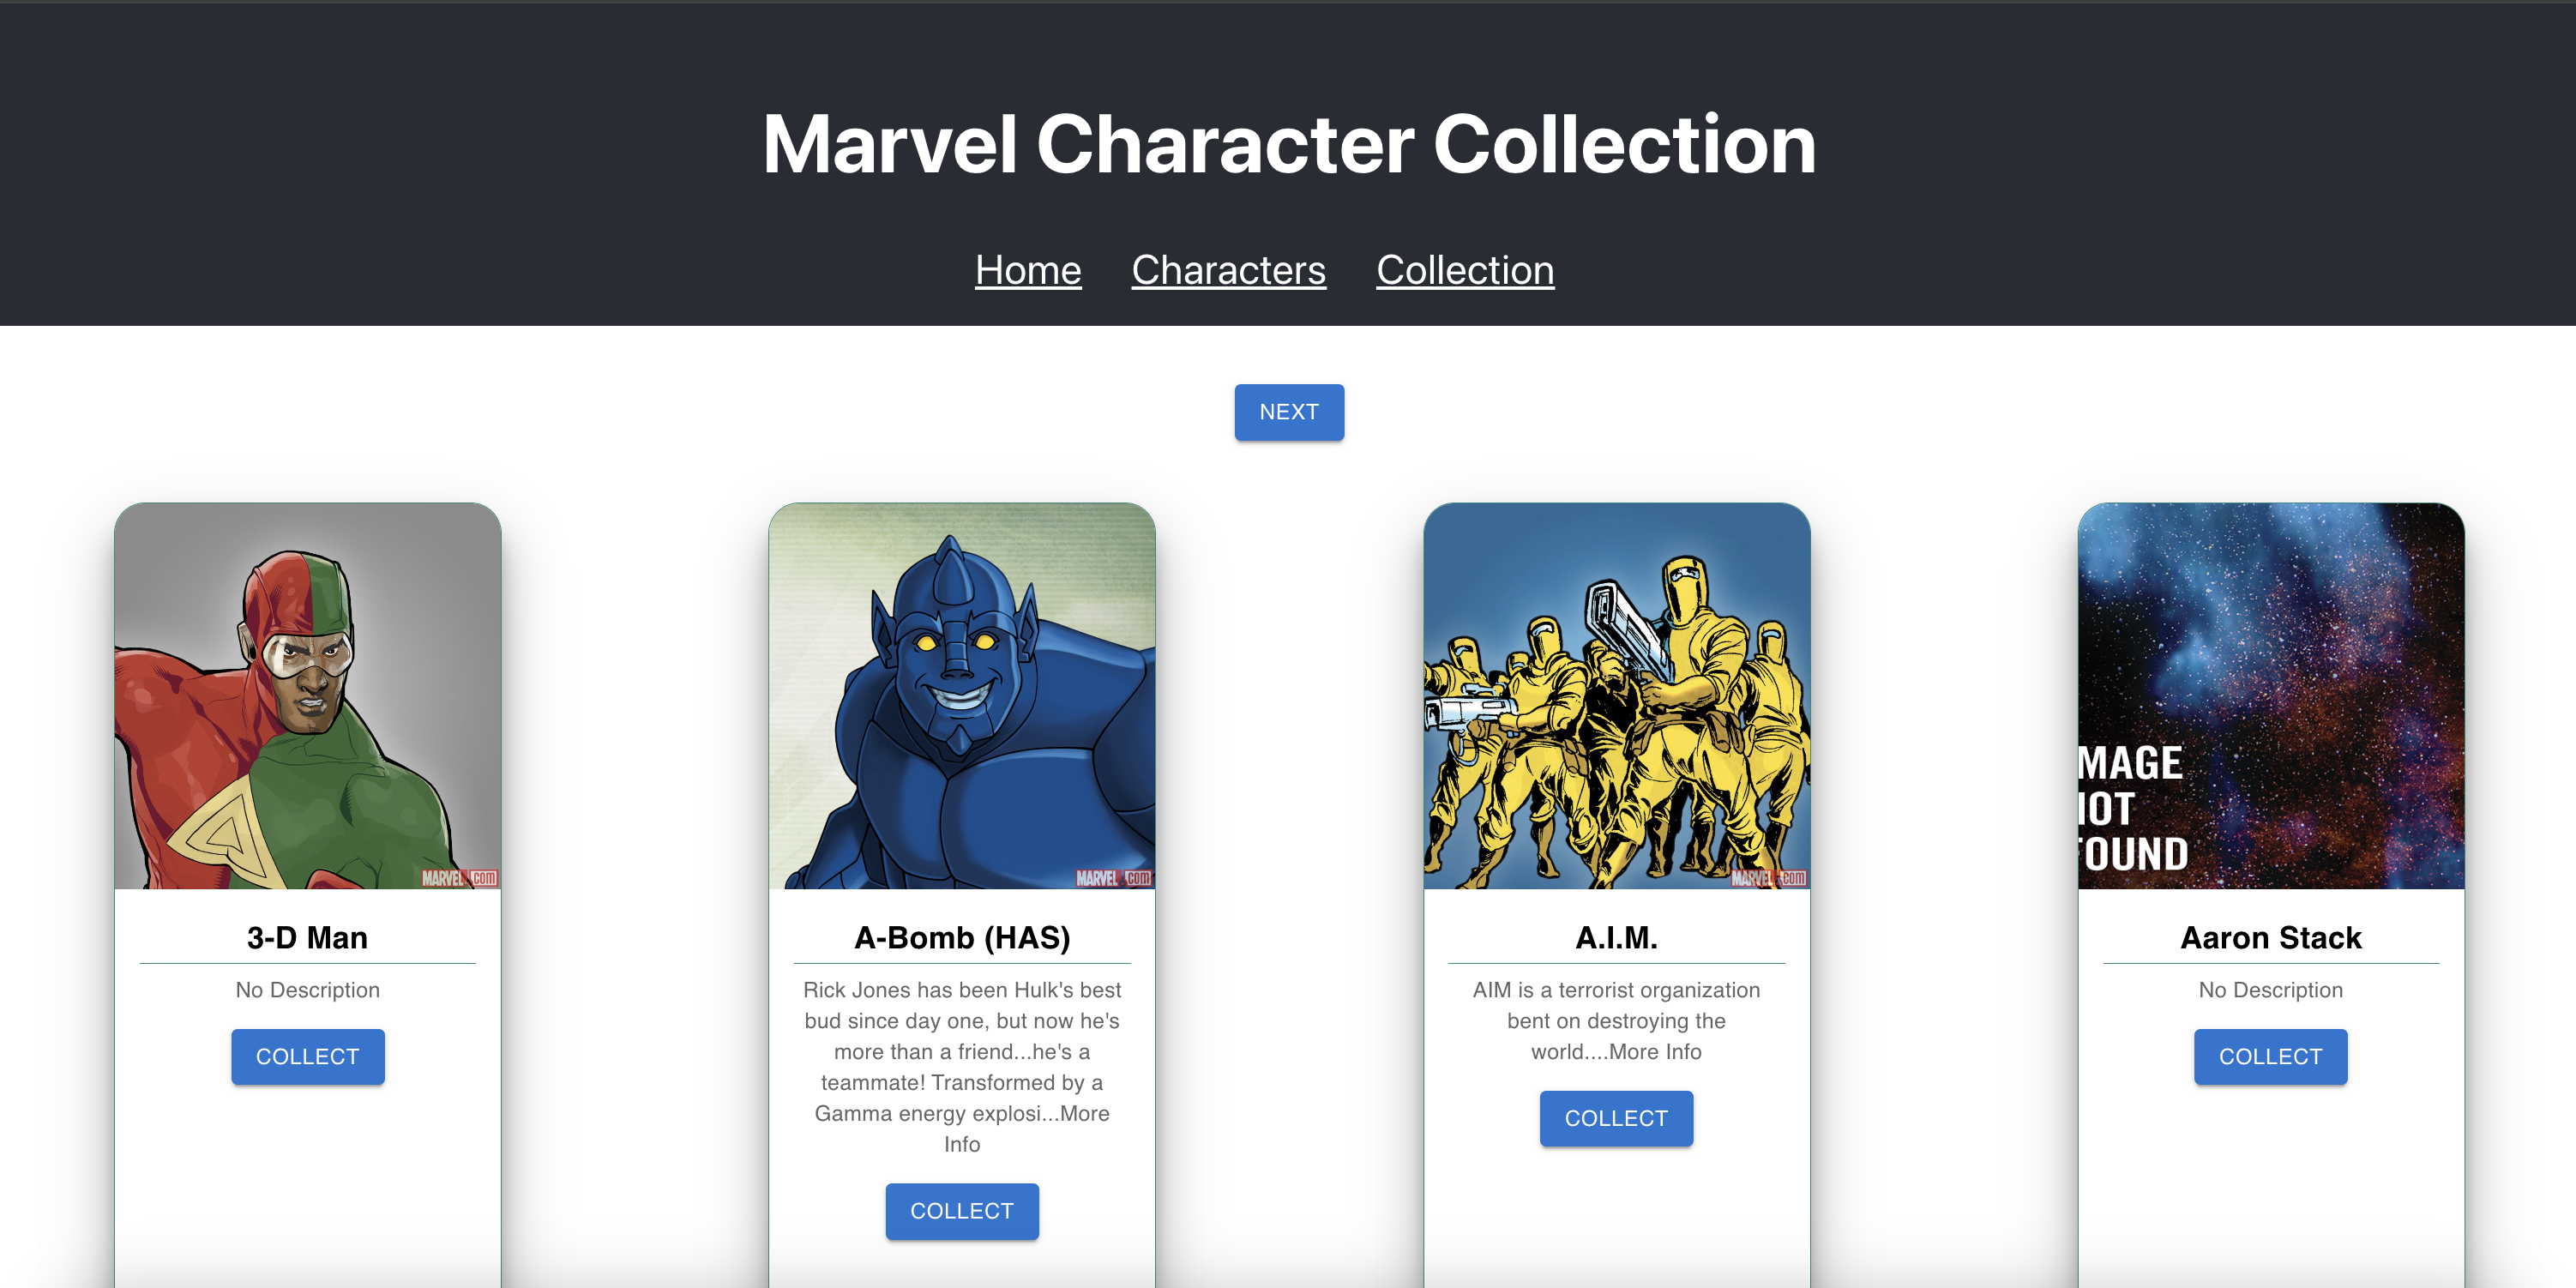 Marvel Character Collection
Home Characters Collection
NEXT
MARVEL.com
MARVEL.com
MARVEL.com
MAGE
IOT
FOUND
3-D Man
No Description
COLLECT
A-Bomb (HAS)
Rick Jones has been Hulk's best
bud since day one, but now he's
more than a friend...he's a
teammate! Transformed by a
Gamma energy explosi...More
Info
COLLECT
A.I.M.
AIM is a terrorist organization
bent on destroying the
world....More Info
COLLECT
Aaron Stack
No Description
COLLECT